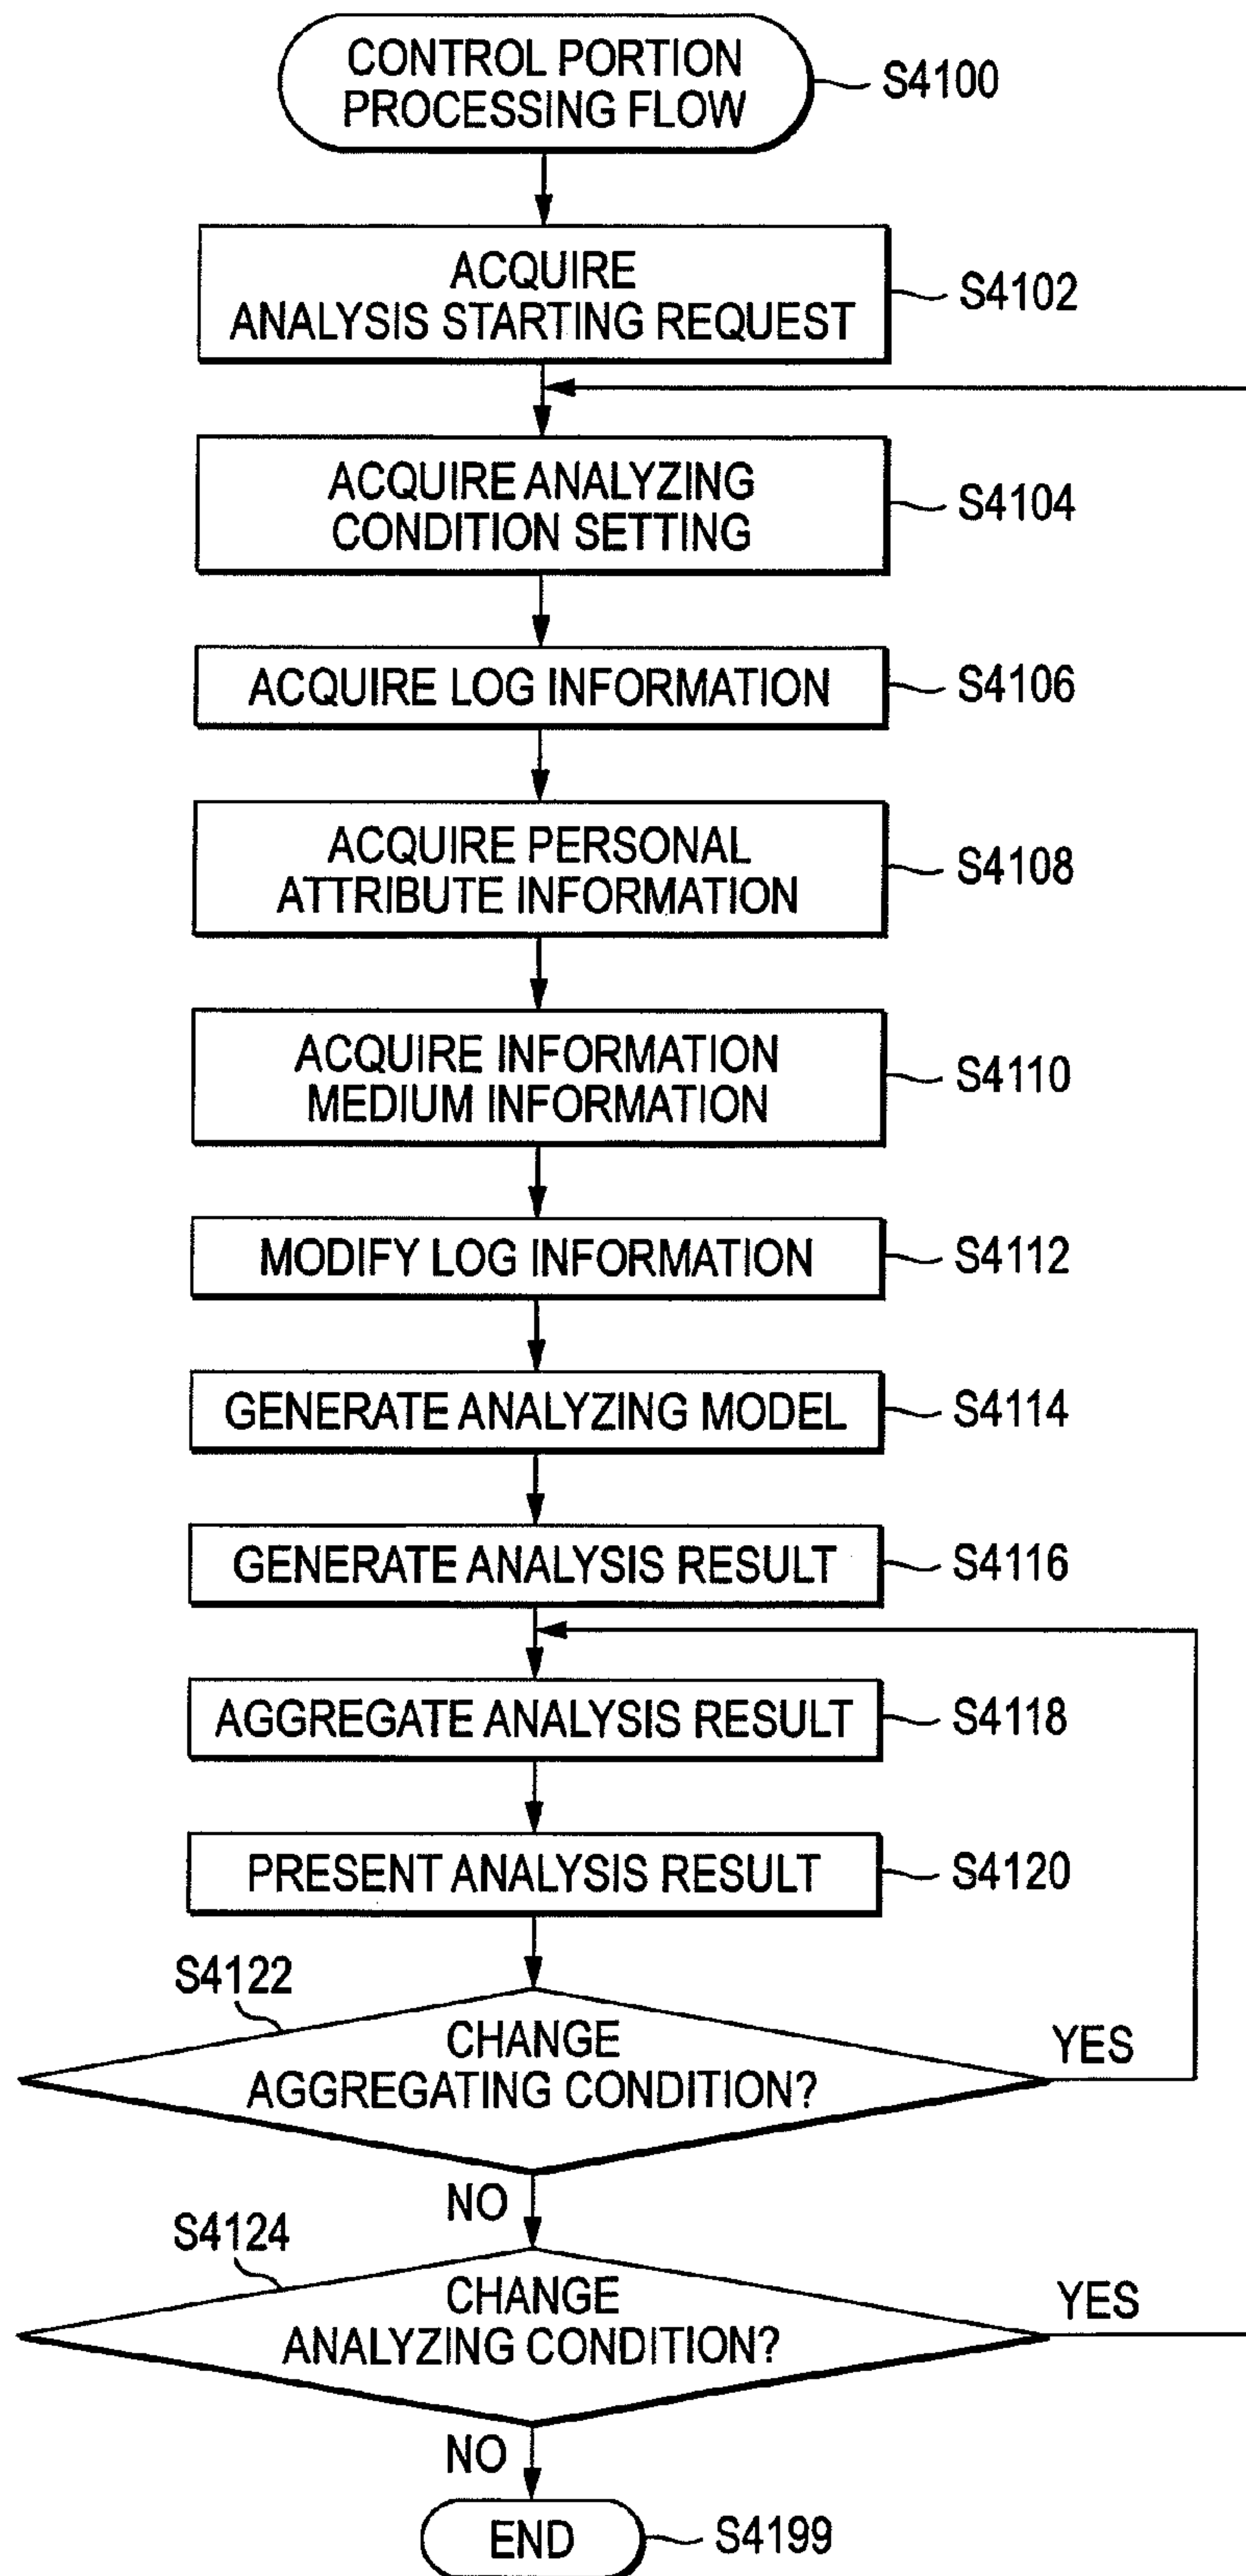 CONTROL PORTION
PROCESSING FLOW
S4100
ACQUIRE
ANALYSIS STARTING REQUEST
S4102
ACQUIRE ANALYZING
CONDITION SETTING
S4104
ACQUIRE LOG INFORMATION
S4106
ACQUIRE PERSONAL
ATTRIBUTE INFORMATION
S4108
ACQUIRE INFORMATION
MEDIUM INFORMATION
S4110
MODIFY LOG INFORMATION
S4112
GENERATE ANALYZING MODEL
S4114
GENERATE ANALYSIS RESULT
S4116
AGGREGATE ANALYSIS RESULT
S4118
PRESENT ANALYSIS RESULT
S4120
S4122
CHANGE
AGGREGATING CONDITION?
YES
NO
S4124
CHANGE
ANALYZING CONDITION?
YES
NO
END
S4199